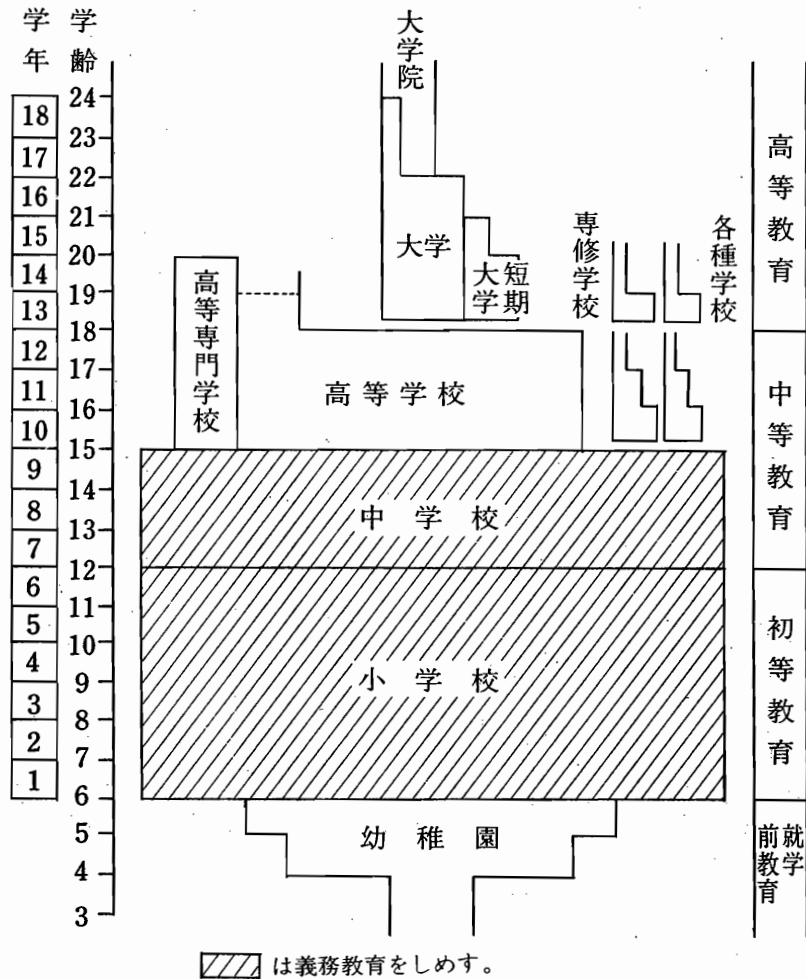 学年
学齢
18
17
16
15
14
13
12
11
10
9
8
7
6
5
4
3
2
1
24
23
22
21
20
19
18
17
16
15
14
13
12
11
10
9
8
7
6
5
4
3
大学院
大学
短期大学
専修学校
各種学校
高等専門学校
高等学校
中学校
小学校
幼稚園
高等教育
中等教育
初等教育
就学前教育
は義務教育をしめす。